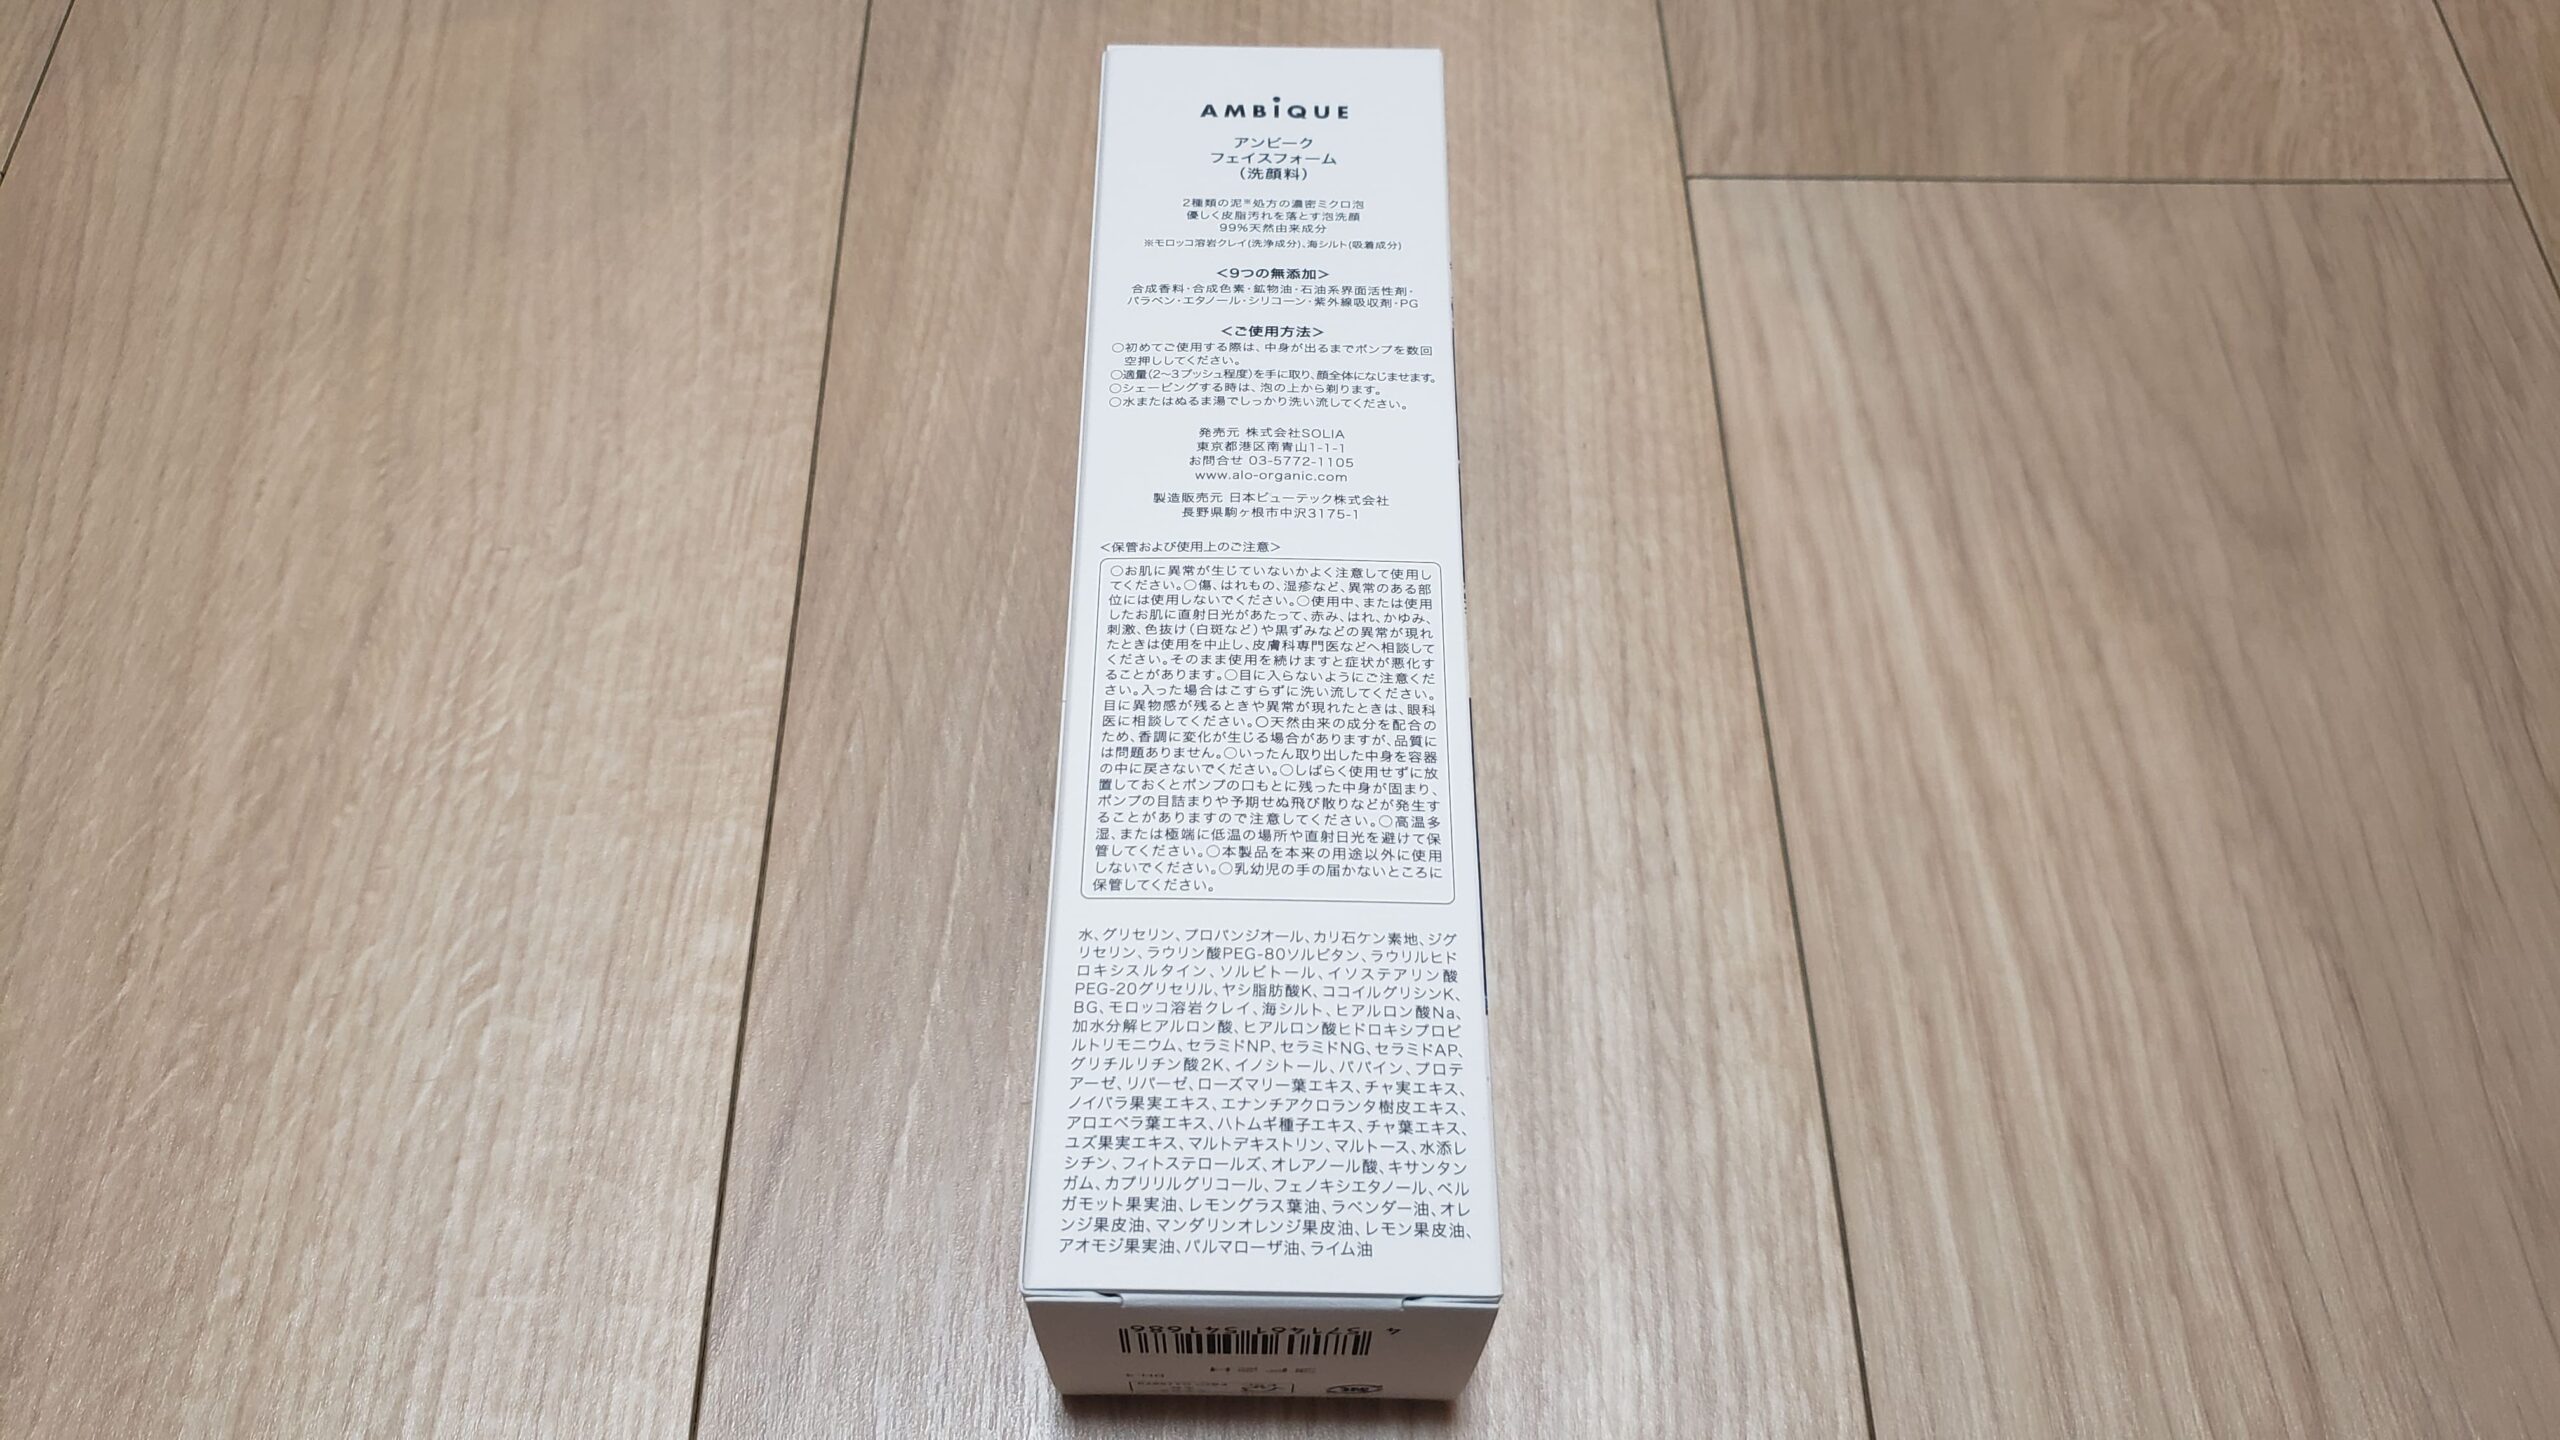 AMBiQUE
アンビーク
フェイスフォーム
(洗顔料)
2種類の泥※処方の濃密ミクロ泡
優しく皮脂汚れを落とす泡洗顔
99%天然由来成分
※モロッコ溶岩クレイ(洗浄成分)、海シルト(吸着成分)
<9つの無添加>
合成香料・合成色素・鉱物油・石油系界面活性剤・
パラベン・エタノール・シリコーン・紫外線吸収剤・PG
<ご使用方法>
○初めてご使用する際は、中身が出るまでポンプを数回
空押ししてください。
○適量(2~3プッシュ程度)を手に取り、顔全体になじませます。
○シェービングする時は、泡の上から剃ります。
○水またはぬるま湯でしっかり洗い流してください。
発売元 株式会社SOLIA
東京都港区南青山1-1-1
お問合せ 03-5772-1105
www.alo-organic.com
製造販売元 日本ビューテック株式会社
長野県駒ヶ根市中沢3175-1
<保管および使用上のご注意>
○お肌に異常が生じていないかよく注意して使用し
てください。○傷、はれもの、湿疹など、異常のある部
位には使用しないでください。○使用中、または使用
したお肌に直射日光があたって、赤み、はれ、かゆみ、
刺激、色抜け(白斑など)や黒ずみなどの異常が現れ
たときは使用を中止し、皮膚科専門医などへ相談して
ください。そのまま使用を続けますと症状が悪化す
ることがあります。○目に入らないようにご注意くだ
さい。入った場合はこすらずに洗い流してください。
目に異物感が残るときや異常が現れたときは、眼科
医に相談してください。○天然由来の成分を配合の
ため、香調に変化が生じる場合がありますが、品質に
は問題ありません。○いったん取り出した中身を容器
の中に戻さないでください。○しばらく使用せずに放
置しておくとポンプの口もとに残った中身が固まり、
ポンプの目詰まりや予期せぬ飛び散りなどが発生す
ることがありますので注意してください。○高温多
湿、または極端に低温の場所や直射日光を避けて保
管してください。○本製品を本来の用途以外に使用
しないでください。○乳幼児の手の届かないところに
保管してください。
水、グリセリン、プロパンジオール、カリ石ケン素地、ジグ
リセリン、ラウリン酸PEG-80ソルビタン、ラウリルヒド
ロキシスルタイン、ソルビトール、イソステアリン酸
PEG-20グリセリル、ヤシ脂肪酸K、ココイルグリシンK、
BG、モロッコ溶岩クレイ、海シルト、ヒアルロン酸Na、
加水分解ヒアルロン酸、ヒアルロン酸ヒドロキシプロピ
ルトリモニウム、セラミドNP、セラミドNG、セラミドAP、
グリチルリチン酸2K、イノシトール、パパイン、プロテ
アーゼ、リパーゼ、ローズマリー葉エキス、チャ実エキス、
ノイバラ果実エキス、エナンチアクロランタ樹皮エキス、
アロエベラ葉エキス、ハトムギ種子エキス、チャ葉エキス、
ユズ果実エキス、マルトデキストリン、マルトース、水添レ
シチン、フィトステロールズ、オレアノール酸、キサンタン
ガム、カプリリルグリコール、フェノキシエタノール、ベル
ガモット果実油、レモングラス葉油、ラベンダー油、オレ
ンジ果皮油、マンダリンオレンジ果皮油、レモン果皮油、
アオモジ果実油、パルマローザ油、ライム油
4 571461 541686